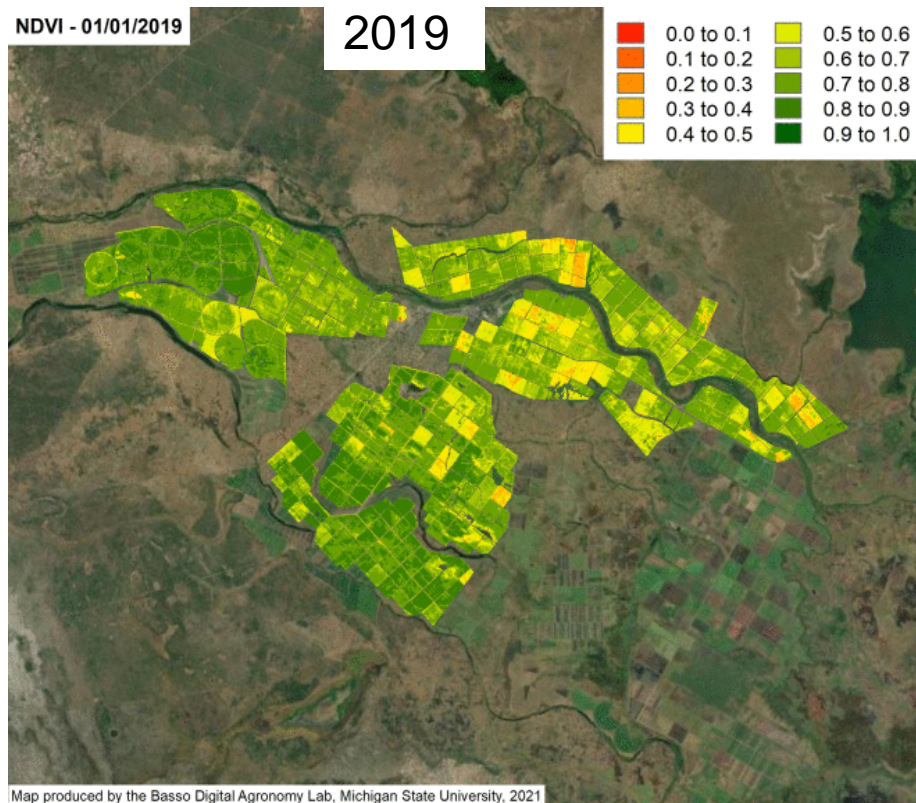 NDVI - 01/01/2019
2019
0.0 to 0.1
0.1 to 0.2
0.2 to 0.3
0.3 to 0.4
0.4 to 0.5
0.5 to 0.6
0.6 to 0.7
0.7 to 0.8
0.8 to 0.9
0.9 to 1.0
Map produced by the Basso Digital Agronomy Lab, Michigan State University, 2021